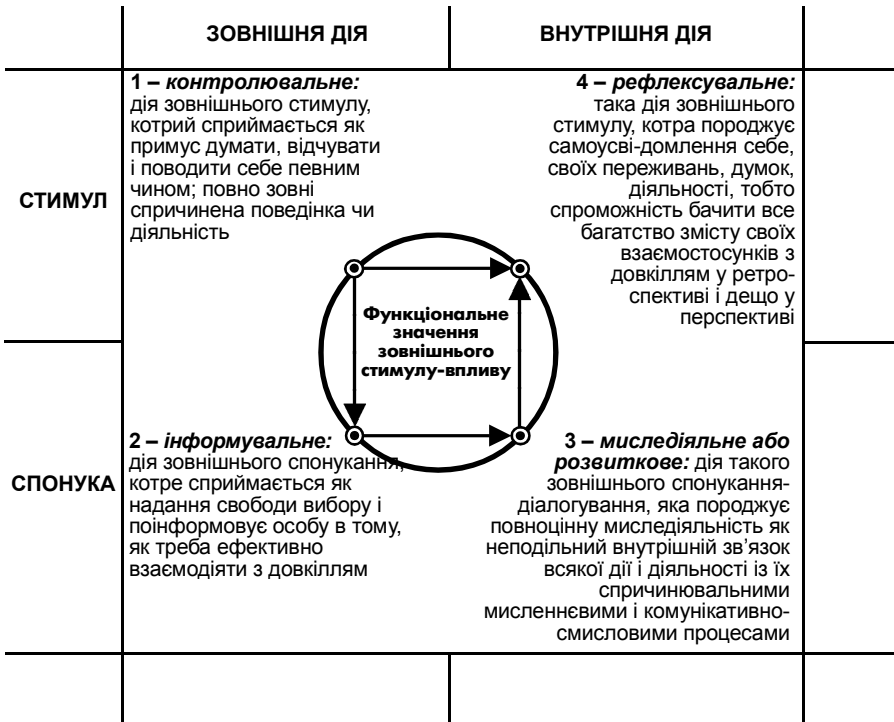 ЗОВНІШНЯ ДІЯ
ВНУТРІШНЯ ДІЯ
СТИМУЛ
1 – контролювальне:
дія зовнішнього стимулу,
котрий сприймається як
примус думати, відчувати
і поводити себе певним
чином; повно зовні
спричинена поведінка чи
діяльність
4 – рефлексувальне:
така дія зовнішнього
стимулу, котра породжує
самоусві-домлення себе,
своїх переживань, думок,
діяльності, тобто
спроможність бачити все
багатство змісту своїх
взаємостосунків з
довкіллям у ретро-
спективі і дещо у
перспективі
Функціональне
значення
зовнішнього
стимулу-впливу
СПОНУКА
2 – інформувальне:
дія зовнішнього спонукання,
котре сприймається як
надання свободи вибору і
поінформовує особу в тому,
як треба ефективно
взаємодіяти з довкіллям
3 – миследіяльне або
розвиткове: дія такого
зовнішнього спонукання-
діалогування, яка породжує
повноцінну миследіяльність як
неподільний внутрішній зв’язок
всякої дії і діяльності із їх
спричинювальними
мисленнєвими і комунікативно-
смисловими процесами